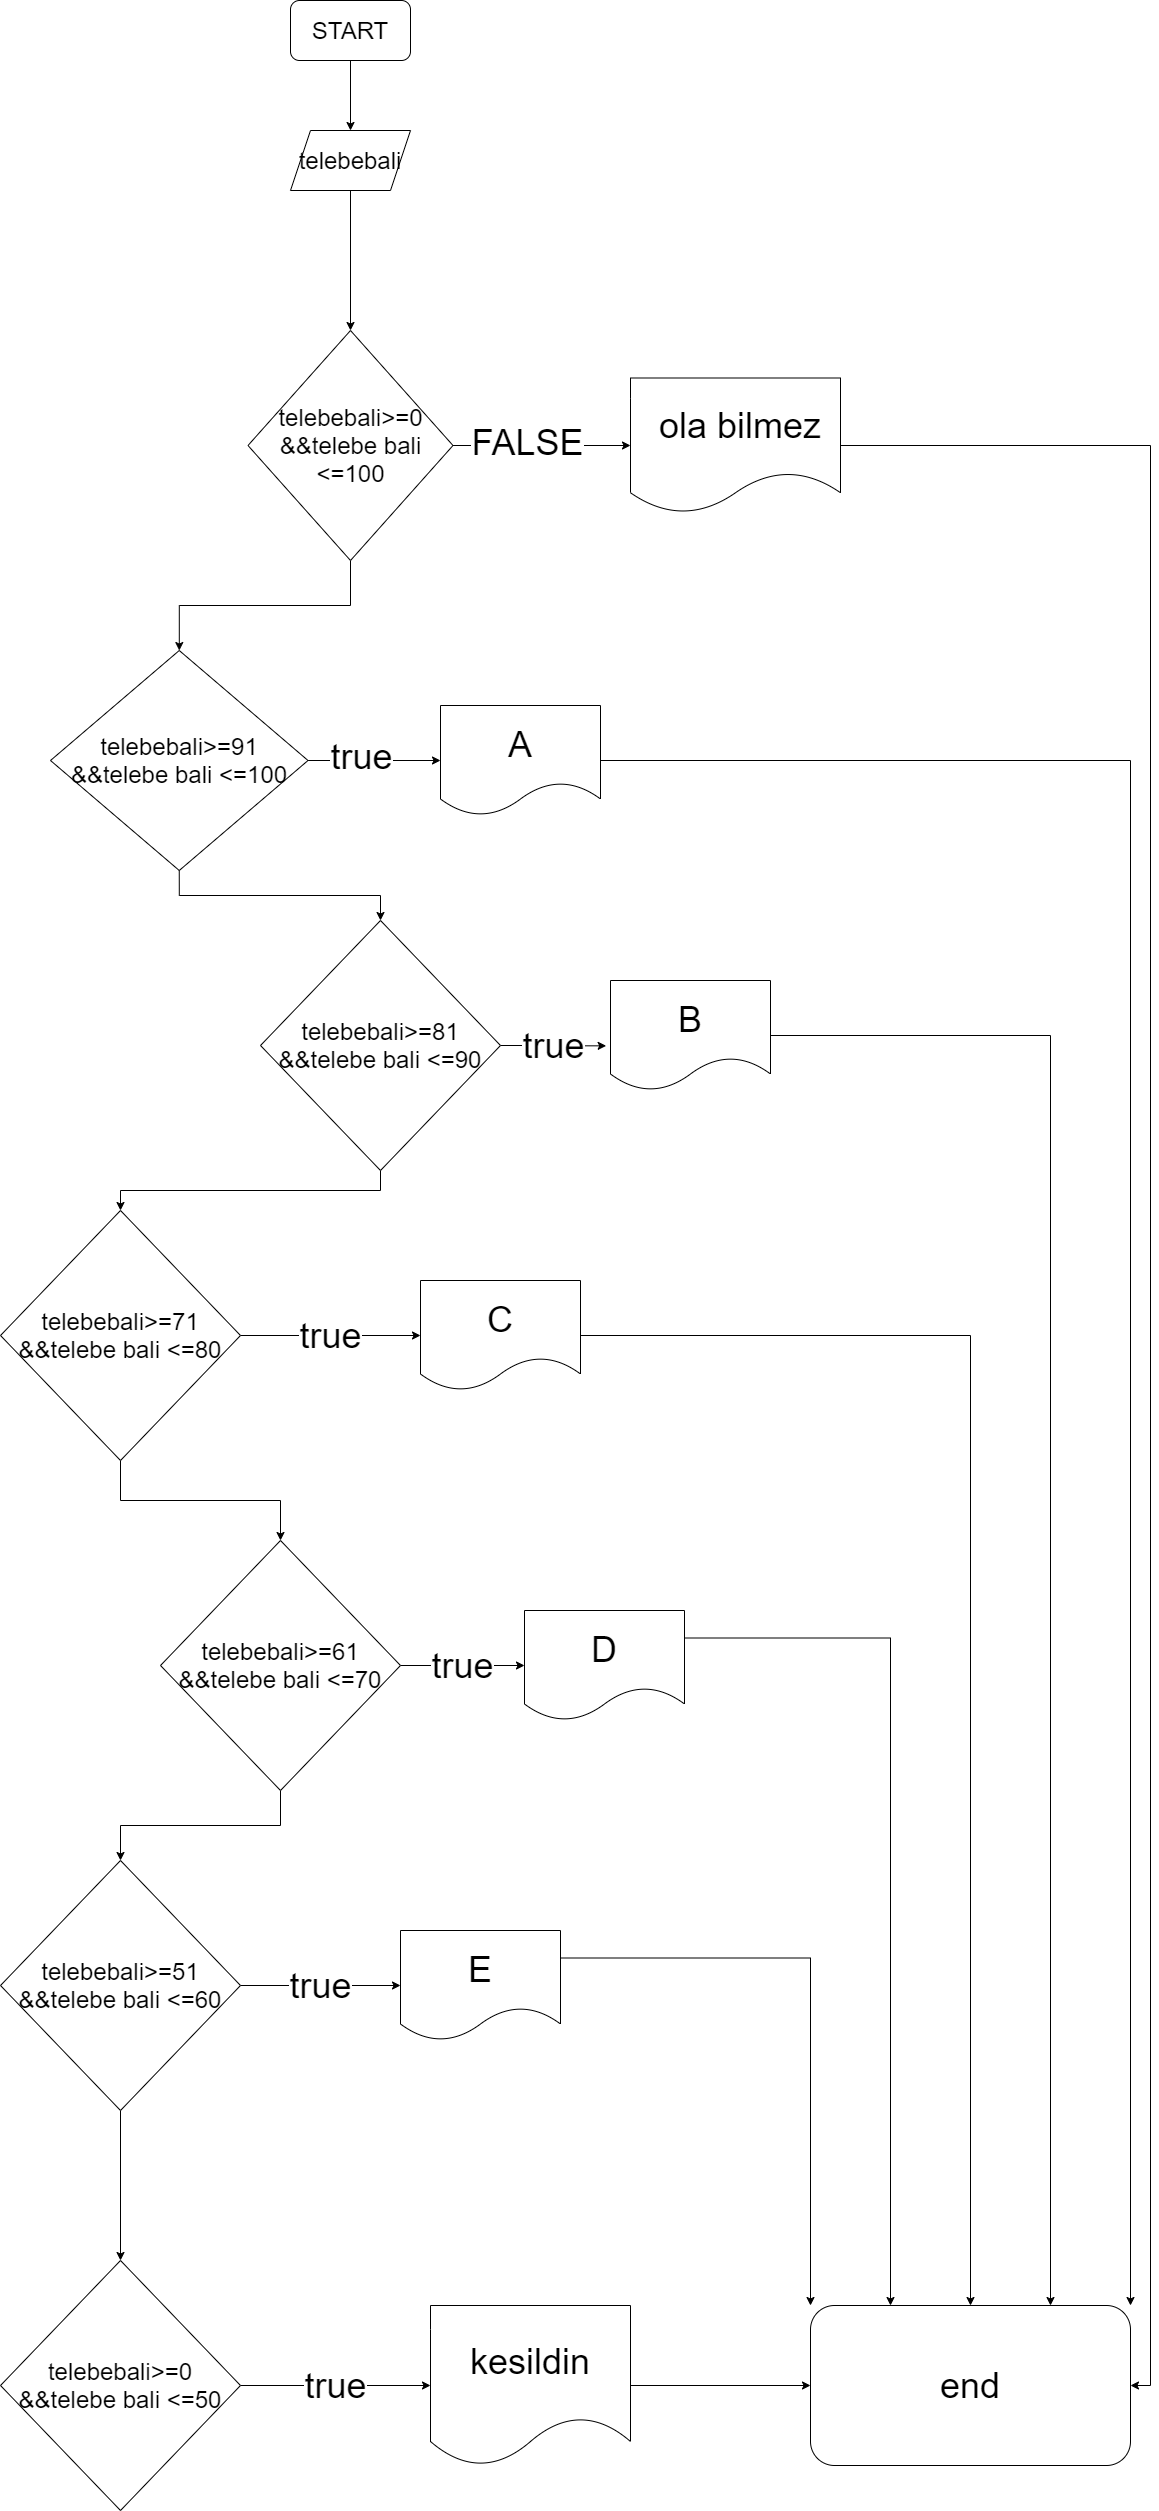 START
telebebali
telebebali>=0
&&telebe bali
<=100
FALSE
ola bilmez
telebebali>=91
&&telebe bali <=100
true
A
telebebali>=81
&&telebe bali <=90
true
B
telebebali>=71
&&telebe bali <=80
true
C
telebebali>=61
&&telebe bali <=70
true
D
telebebali>=51
&&telebe bali <=60
true
E
telebebali>=0
&&telebe bali <=50
true
kesildin
end